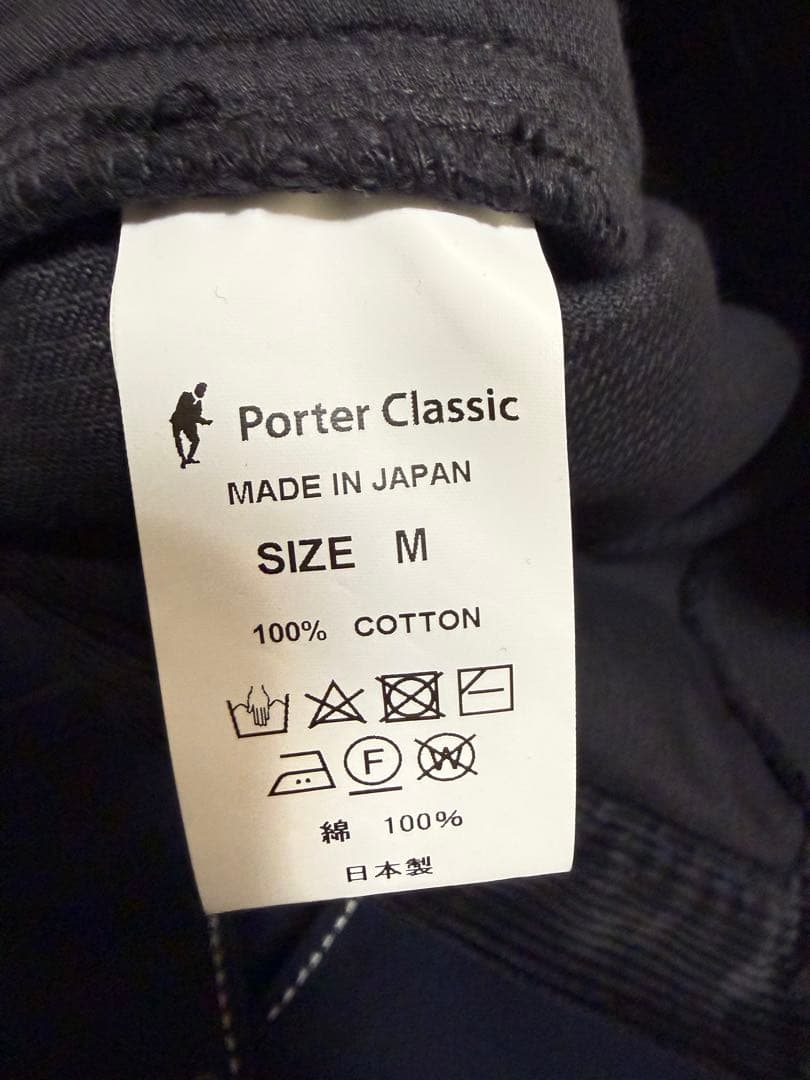 Porter Classic
MADE IN JAPAN
SIZE M
100% COTTON
F W
綿 100%
日本製